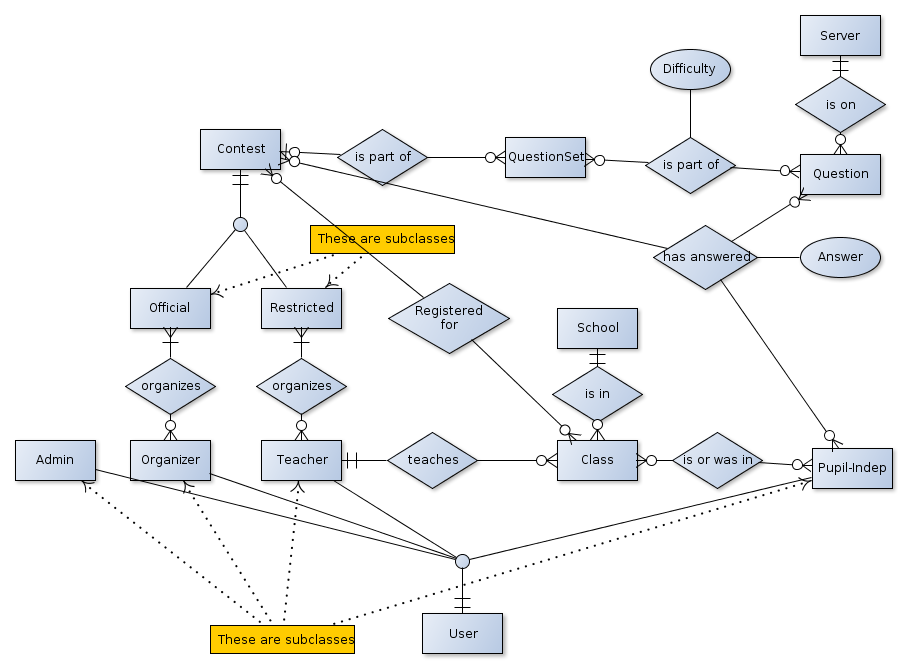 Server
Difficulty
is on
Contest
is part of
QuestionSet
is part of
Question
These are subclasses
has answered
Answer
Official
Restricted
Registered
for
School
organizes
organizes
is in
Admin
Organizer
Teacher
teaches
Class
is or was in
Pupil-Indep
These are subclasses
User